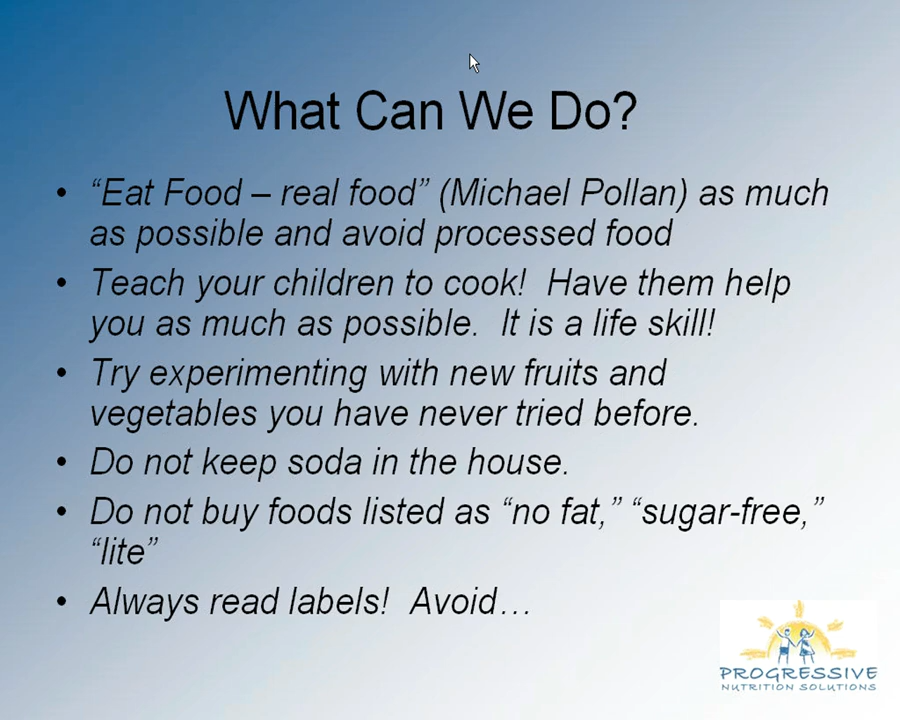 What Can We Do?
• “Eat Food – real food” (Michael Pollan) as much
as possible and avoid processed food
• Teach your children to cook!  Have them help
you as much as possible.  It is a life skill!
• Try experimenting with new fruits and
vegetables you have never tried before.
• Do not keep soda in the house.
• Do not buy foods listed as “no fat,” “sugar-free,”
“lite”
• Always read labels!  Avoid…
PROGRESSIVE
NUTRITION SOLUTIONS